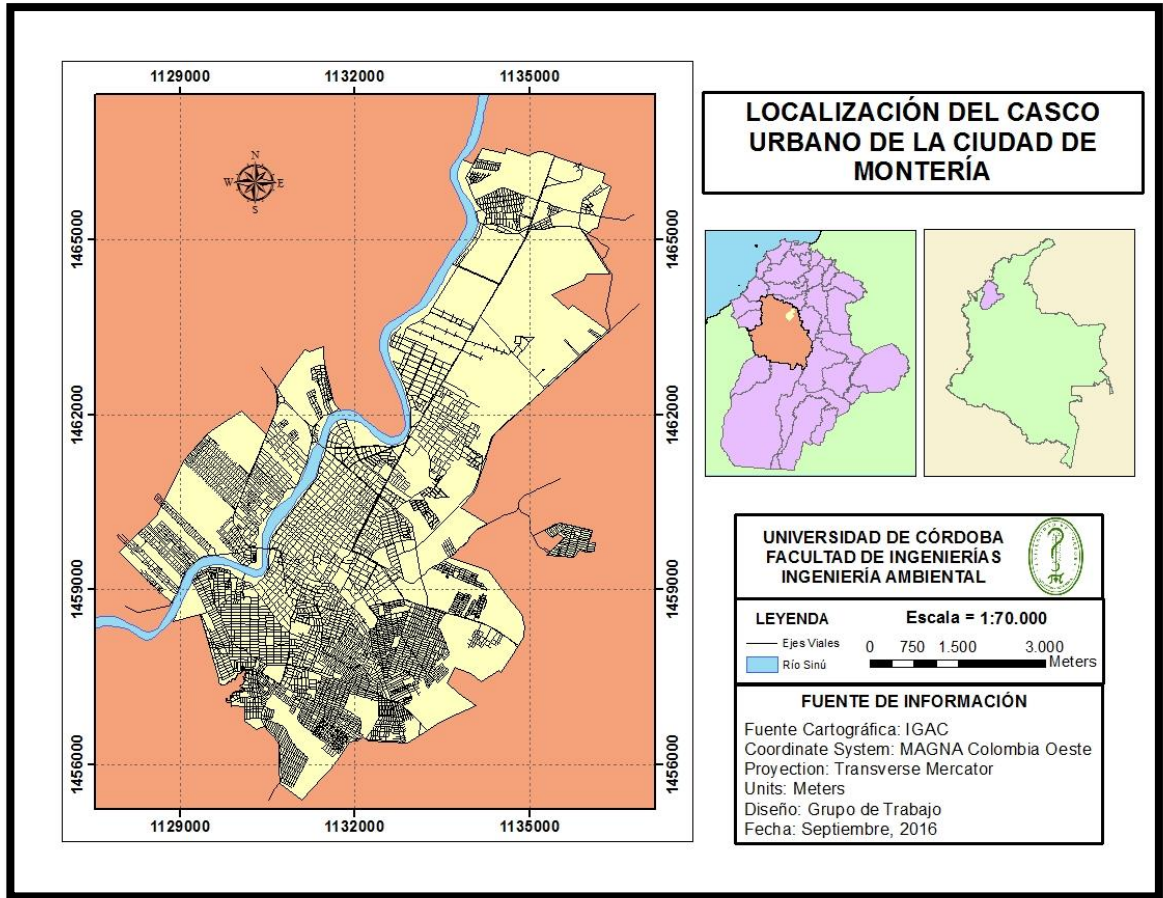 LOCALIZACIÓN DEL CASCO
URBANO DE LA CIUDAD DE
MONTERÍA
1129000 1132000 1135000
N
W E
S
1465000 1465000
1462000 1462000
1459000 1459000
1456000 1456000
1129000 1132000 1135000
UNIVERSIDAD DE CÓRDOBA
FACULTAD DE INGENIERÍAS
INGENIERÍA AMBIENTAL
LEYENDA
Ejes Viales
Río Sinú
Escala = 1:70.000
0 750 1.500 3.000
Meters
FUENTE DE INFORMACIÓN
Fuente Cartográfica: IGAC
Coordinate System: MAGNA Colombia Oeste
Proyection: Transverse Mercator
Units: Meters
Diseño: Grupo de Trabajo
Fecha: Septiembre, 2016